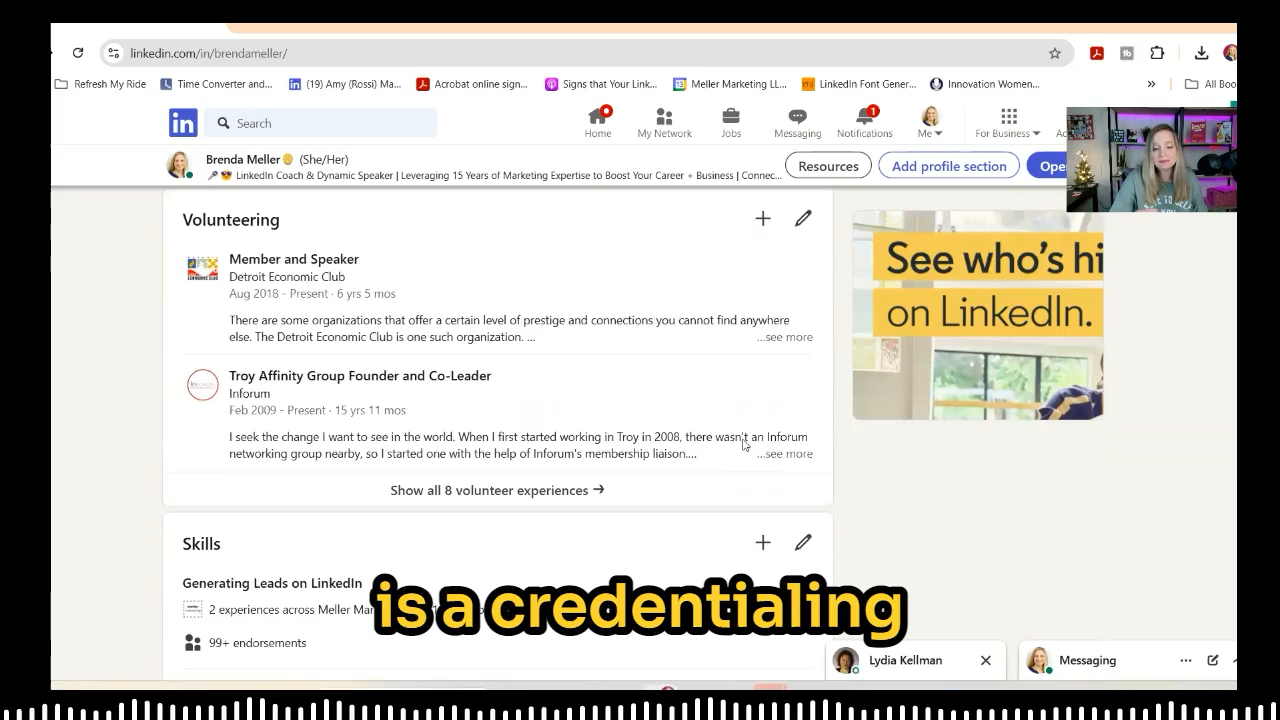 linkedin.com/in/brendameller/
Refresh My Ride
Time Converter and...
(19) Amy (Rossi) Ma...
Acrobat online sign...
Signs that Your Link...
Meller Marketing LL...
LinkedIn Font Gener...
Innovation Women...
»
All Boo
in
Search
Home
My Network
Jobs
Messaging
1
Notifications
Me
For Business
Brenda Meller (She/Her)
LinkedIn Coach & Dynamic Speaker | Leveraging 15 Years of Marketing Expertise to Boost Your Career + Business | Connec...
Resources
Add profile section
Ope
Volunteering
Member and Speaker
Detroit Economic Club
Aug 2018 - Present · 6 yrs 5 mos
There are some organizations that offer a certain level of prestige and connections you cannot find anywhere
else. The Detroit Economic Club is one such organization. ...
...see more
Troy Affinity Group Founder and Co-Leader
Inforum
Feb 2009 - Present · 15 yrs 11 mos
I seek the change I want to see in the world. When I first started working in Troy in 2008, there wasn't an Inforum
networking group nearby, so I started one with the help of Inforum's membership liaison....
...see more
Show all 8 volunteer experiences →
See who's hi
on LinkedIn.
Skills
Generating Leads on LinkedIn
2 experiences across Meller Mar
99+ endorsements
is a credentialing
Lydia Kellman
Messaging